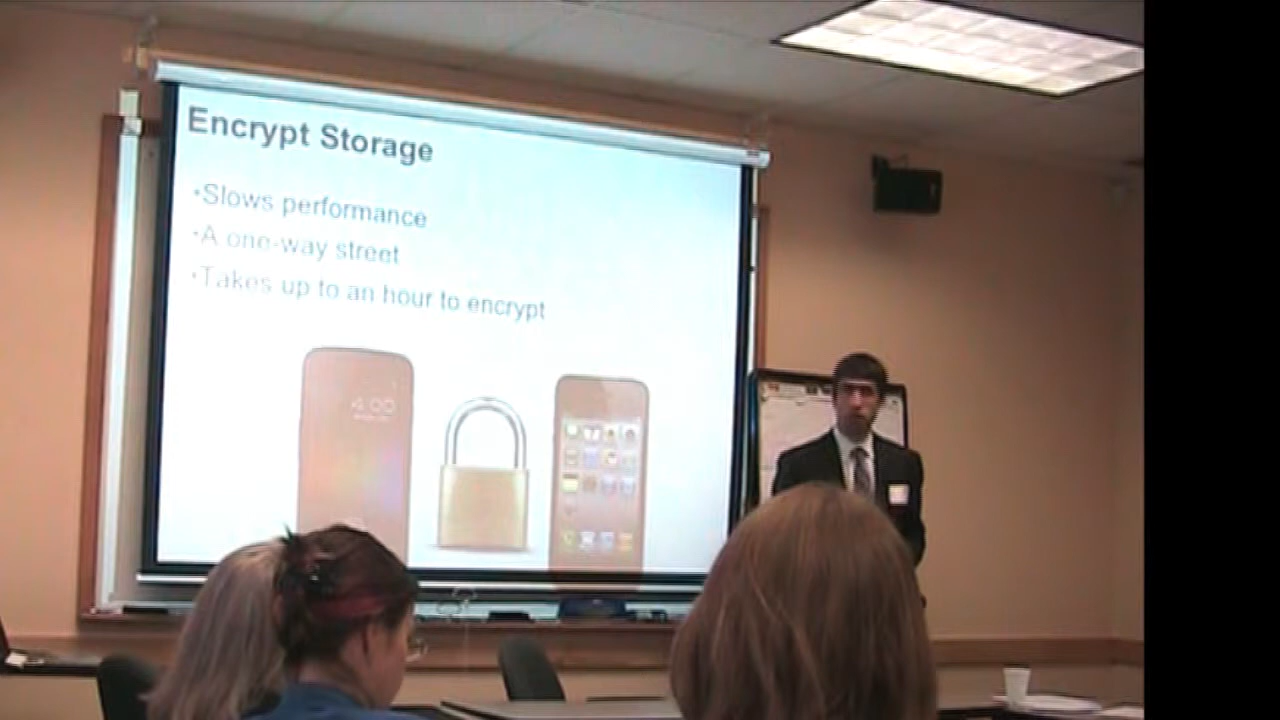 Encrypt Storage
•Slows performance
•A one-way street
•Takes up to an hour to encrypt
4:00